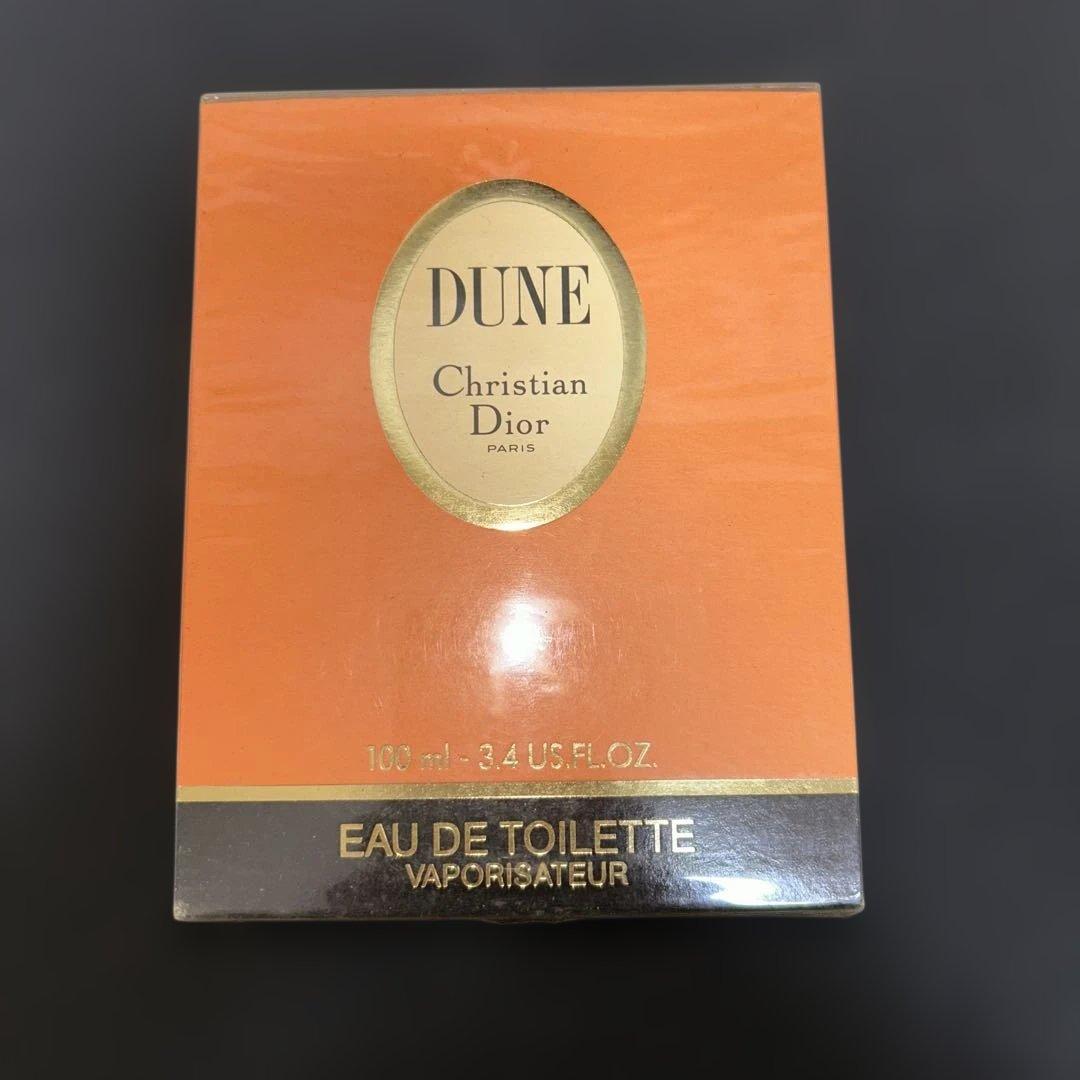 DUNE
Christian
Dior
PARIS
100 ml - 3.4 US.FL.OZ.
EAU DE TOILETTE
VAPORISATEUR